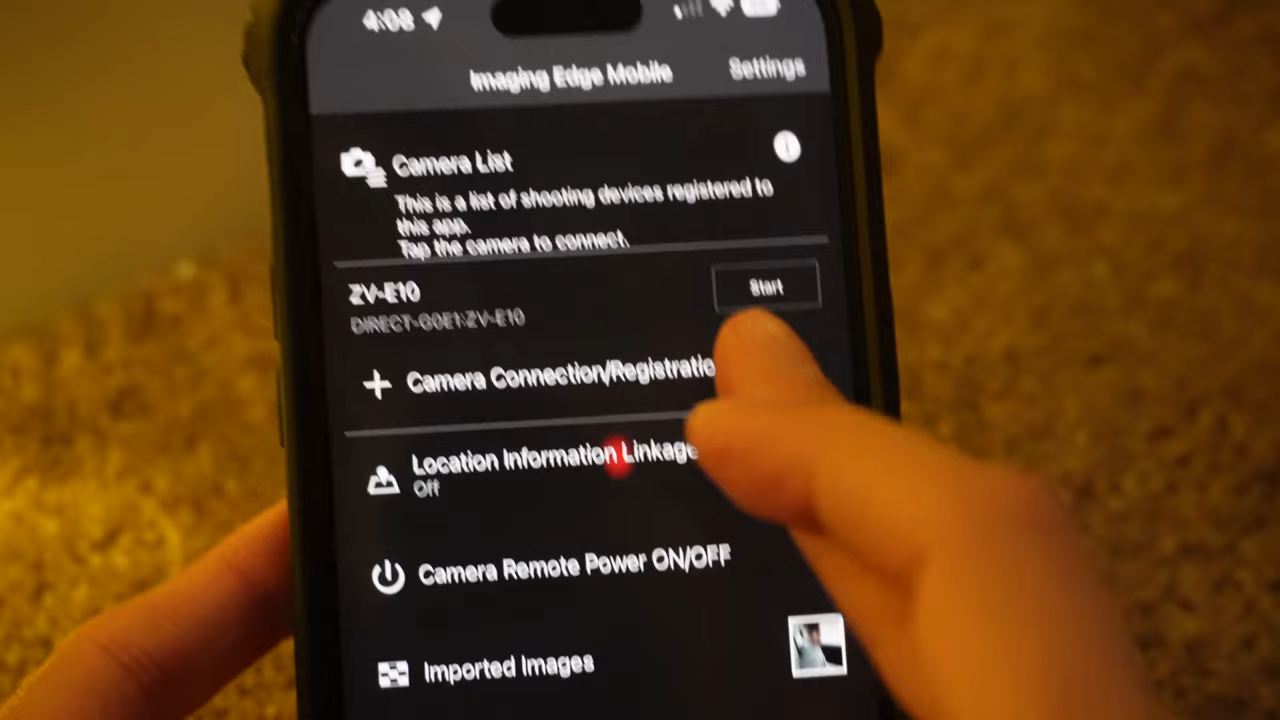 4:08
Imaging Edge Mobile
Settings
Camera List
This is a list of shooting devices registered to
this app.
Tap the camera to connect.
ZV-E10
Start
DIRECT-G0E1:ZV-E10
Camera Connection/Registratio
Location Information Linkage
Off
Camera Remote Power ON/OFF
Imported Images